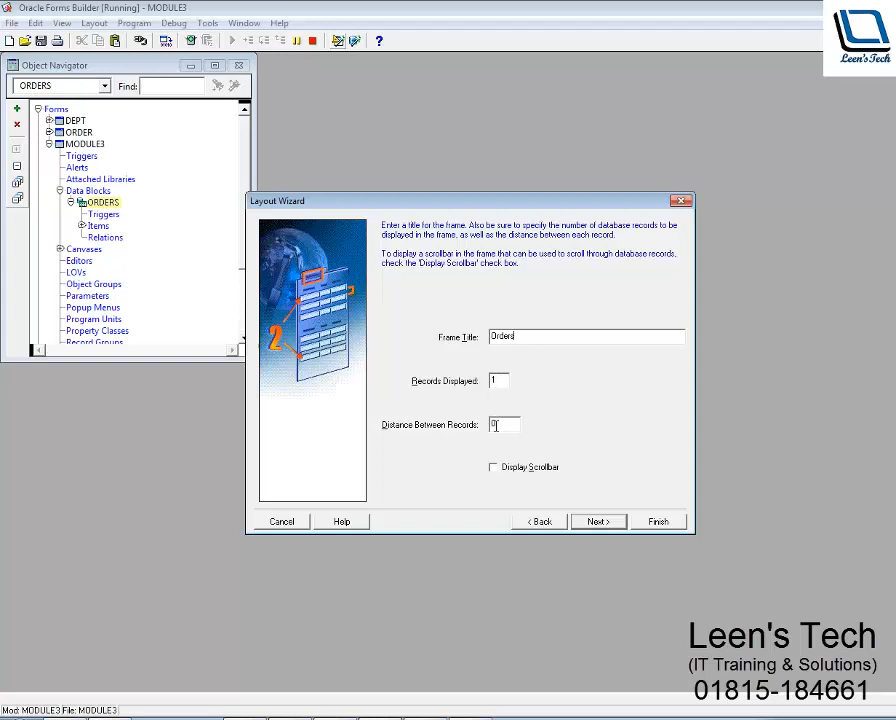 Oracle Forms Builder [Running] - MODULE3
File Edit View Layout Program Debug Tools Window Help
Leen'sTech
Object Navigator
ORDERS
Find:
Forms
DEPT
ORDER
MODULE3
Triggers
Alerts
Attached Libraries
Data Blocks
ORDERS
Triggers
Items
Relations
Canvases
Editors
LOVs
Object Groups
Parameters
Popup Menus
Program Units
Property Classes
Record Groups
Layout Wizard
Enter a title for the frame. Also be sure to specify the number of database records to be
displayed in the frame, as well as the distance between each record.
To display a scrollbar in the frame that can be used to scroll through database records,
check the 'Display Scrollbar' check box.
2
Frame Title: Orders
Records Displayed: 1
Distance Between Records: 0
Display Scrollbar
Cancel Help < Back Next > Finish
Leen's Tech
(IT Training & Solutions)
01815-184661
Mod: MODULE3 File: MODULE3